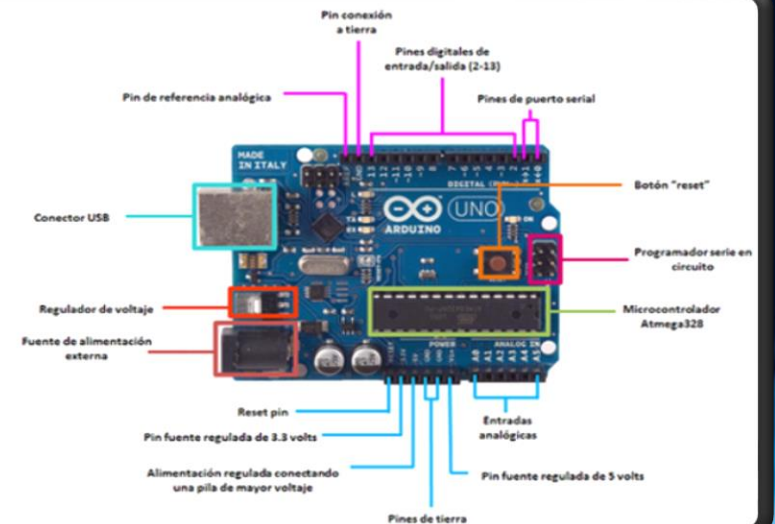 Pin conexión
a tierra
Pines digitales de
entrada/salida (2-13)
Pin de referencia analógica
Pines de puerto serial
MADE
IN ITALY
DIGITAL
UNO
ARDUINO
ON
Conector USB
Botón "reset"
Programador serie en
circuito
Regulador de voltaje
Microcontrolador
Atmega328
Fuente de alimentación
externa
POWER
ANALOG IN
A0
A1
A2
A3
A4
A5
Reset pin
Entradas
analógicas
Pin fuente regulada de 3.3 volts
Alimentación regulada conectando
una pila de mayor voltaje
Pin fuente regulada de 5 volts
Pines de tierra